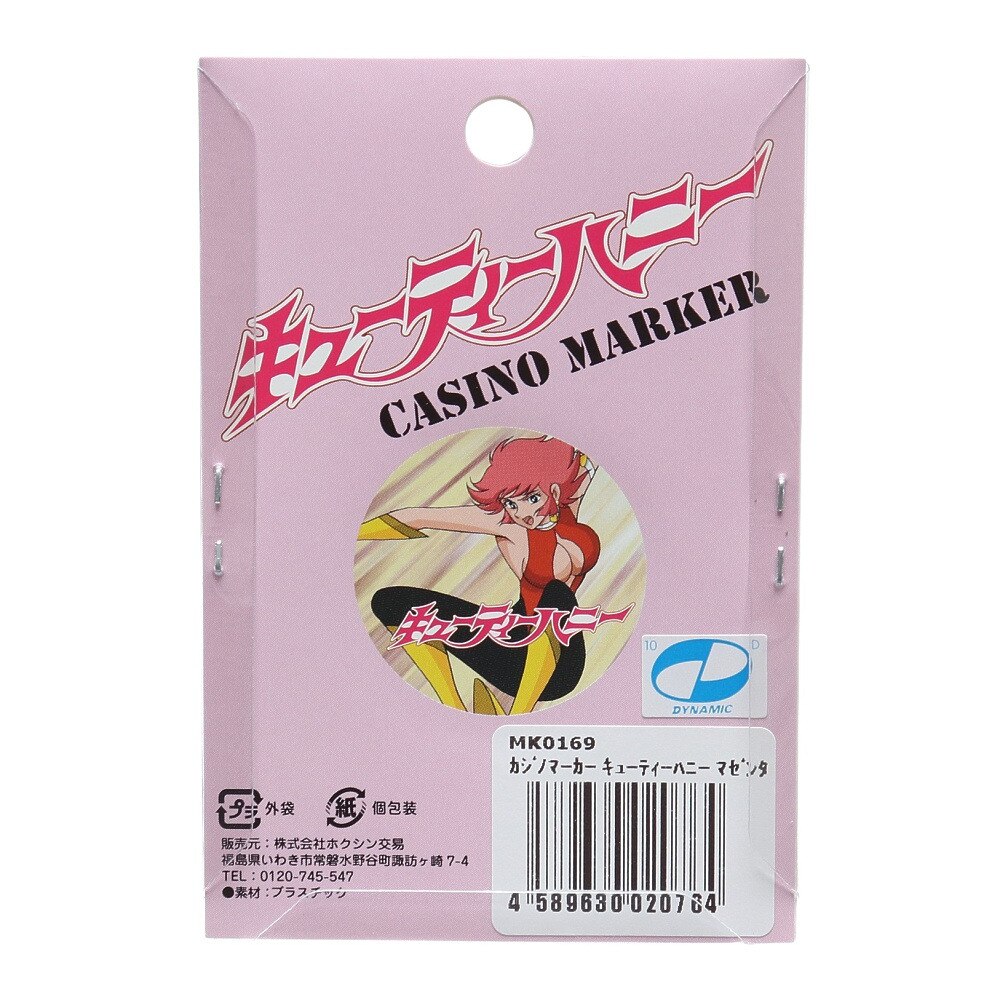 キューティーハニー
CASINO MARKER
キューティーハニー
10 D
DYNAMIC
MK0169
カジノマーカー キューティーハニー マゼンタ
4 589630 020784
プラ 外袋 紙 個包装
販売元：株式会社ホクシン交易
福島県いわき市常磐水野谷町諏訪ヶ崎 7-4
TEL：0120-745-547
●素材：プラスチック